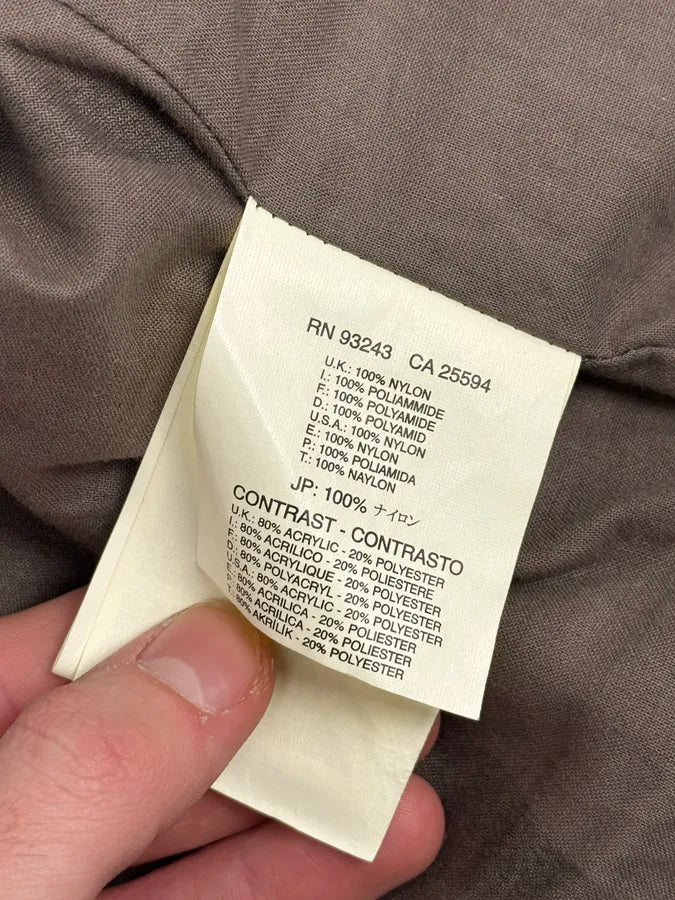 RN 93243 CA 25594
U.K.: 100% NYLON
I.: 100% POLIAMMIDE
F.: 100% POLYAMIDE
D.: 100% POLYAMID
U.S.A.: 100% NYLON
E.: 100% NYLON
P.: 100% POLIAMIDA
T.: 100% NAYLON
JP: 100% ナイロン
CONTRAST - CONTRASTO
U.K.: 80% ACRYLIC - 20% POLYESTER
I.: 80% ACRILICO - 20% POLIESTERE
F.: 80% ACRYLIQUE - 20% POLYESTER
D.: 80% POLYACRYL - 20% POLYESTER
U.S.A.: 80% ACRYLIC - 20% POLYESTER
E.: 80% ACRILICA - 20% POLIESTER
P.: 80% ACRILICA - 20% POLIESTER
T.: 80% AKRILIK - 20% POLYESTER